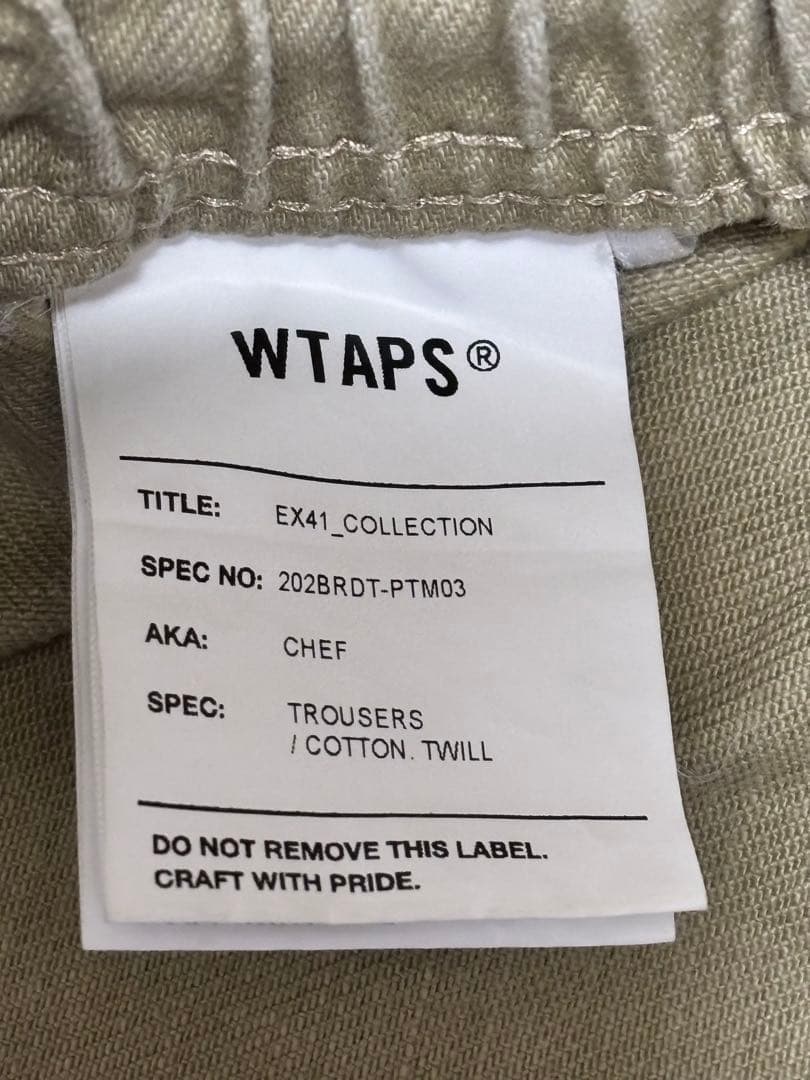 WTAPS®
TITLE: EX41_COLLECTION
SPEC NO: 202BRDT-PTM03
AKA: CHEF
SPEC: TROUSERS
/ COTTON. TWILL
DO NOT REMOVE THIS LABEL.
CRAFT WITH PRIDE.